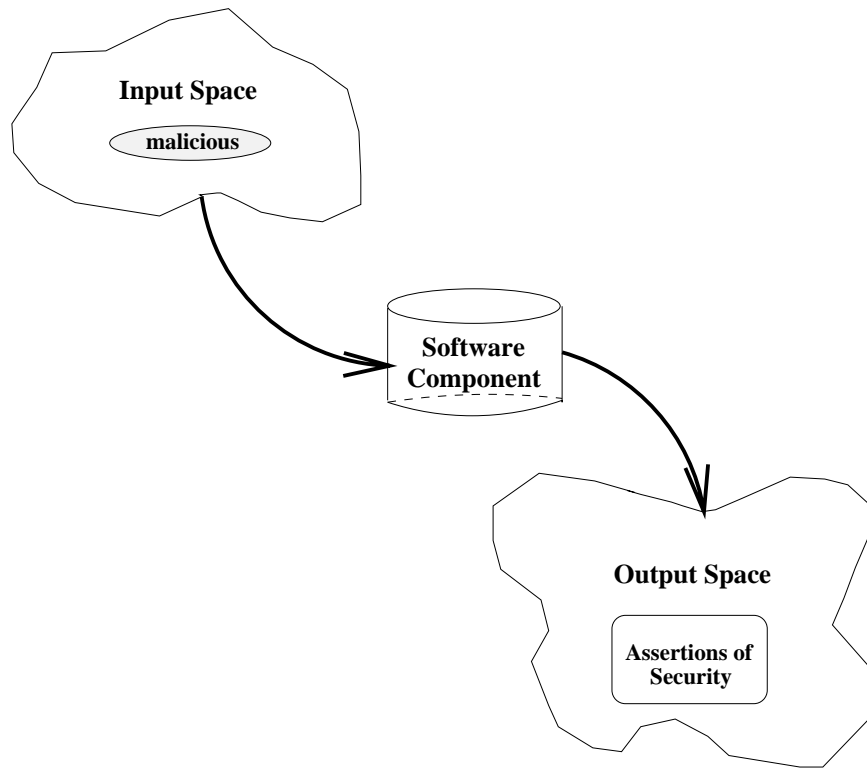 Input Space
malicious
Software
Component
Output Space
Assertions of
Security